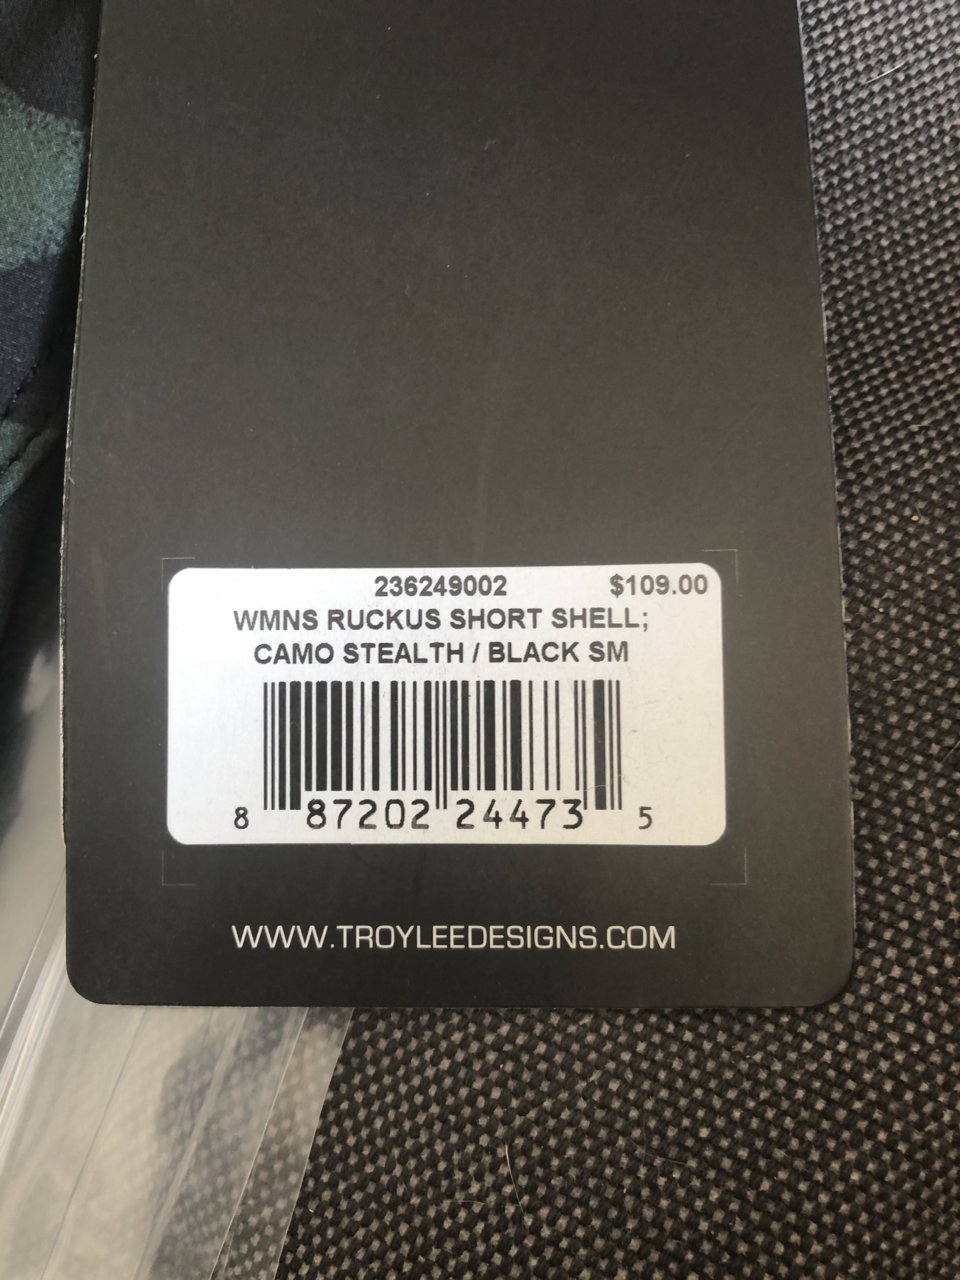 236249002 $109.00
WMNS RUCKUS SHORT SHELL;
CAMO STEALTH / BLACK SM
8 87202 24473 5
WWW.TROYLEEDESIGNS.COM